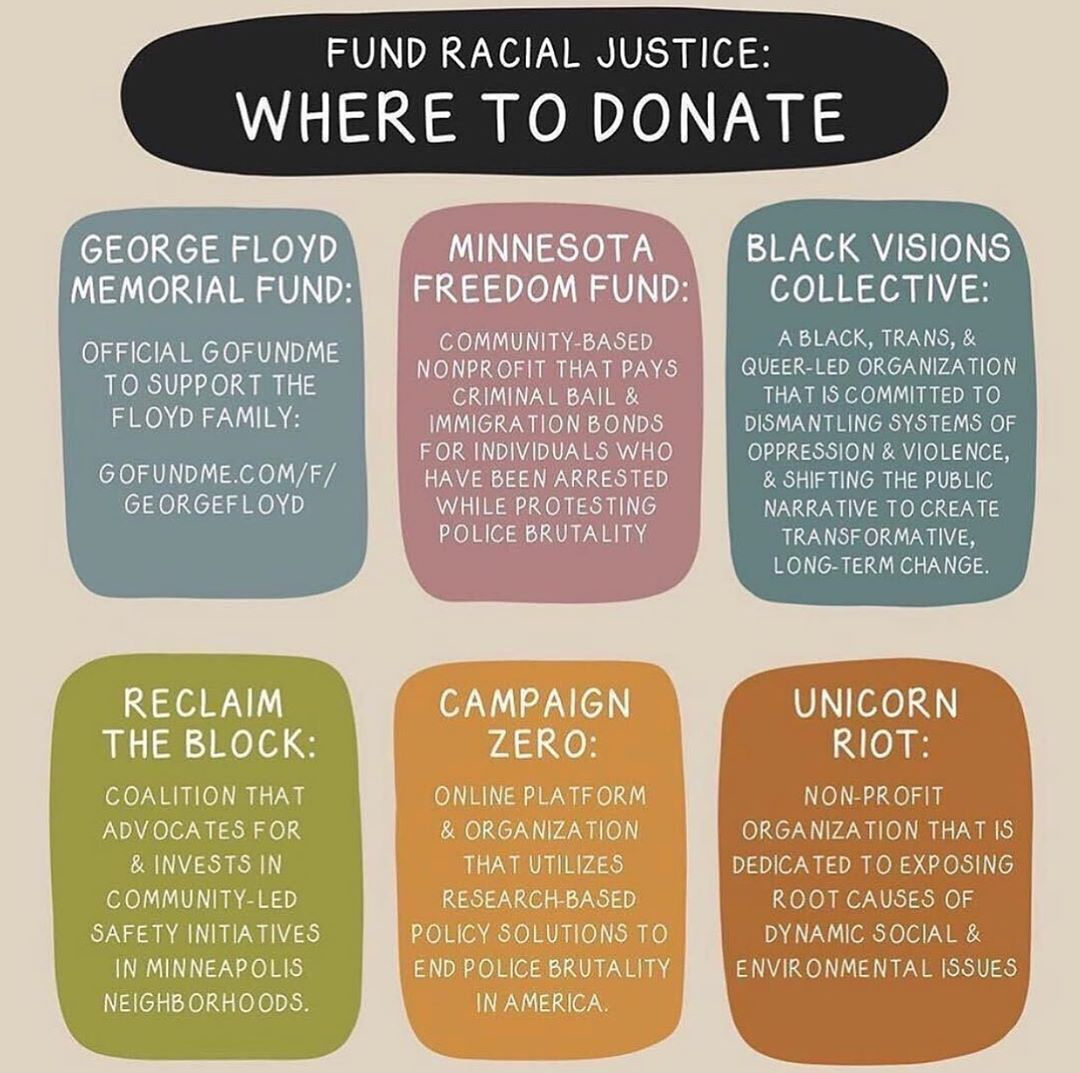 FUND RACIAL JUSTICE:
WHERE TO DONATE
GEORGE FLOYD
MEMORIAL FUND:
OFFICIAL GOFUNDME
TO SUPPORT THE
FLOYD FAMILY:
GOFUNDME.COM/F/
GEORGEFLOYD
MINNESOTA
FREEDOM FUND:
COMMUNITY-BASED
NONPROFIT THAT PAYS
CRIMINAL BAIL &
IMMIGRATION BONDS
FOR INDIVIDUALS WHO
HAVE BEEN ARRESTED
WHILE PROTESTING
POLICE BRUTALITY
BLACK VISIONS
COLLECTIVE:
A BLACK, TRANS, &
QUEER-LED ORGANIZATION
THAT IS COMMITTED TO
DISMANTLING SYSTEMS OF
OPPRESSION & VIOLENCE,
& SHIFTING THE PUBLIC
NARRATIVE TO CREATE
TRANSFORMATIVE,
LONG-TERM CHANGE.
RECLAIM
THE BLOCK:
COALITION THAT
ADVOCATES FOR
& INVESTS IN
COMMUNITY-LED
SAFETY INITIATIVES
IN MINNEAPOLIS
NEIGHBORHOODS.
CAMPAIGN
ZERO:
ONLINE PLATFORM
& ORGANIZATION
THAT UTILIZES
RESEARCH-BASED
POLICY SOLUTIONS TO
END POLICE BRUTALITY
IN AMERICA.
UNICORN
RIOT:
NON-PROFIT
ORGANIZATION THAT IS
DEDICATED TO EXPOSING
ROOT CAUSES OF
DYNAMIC SOCIAL &
ENVIRONMENTAL ISSUES